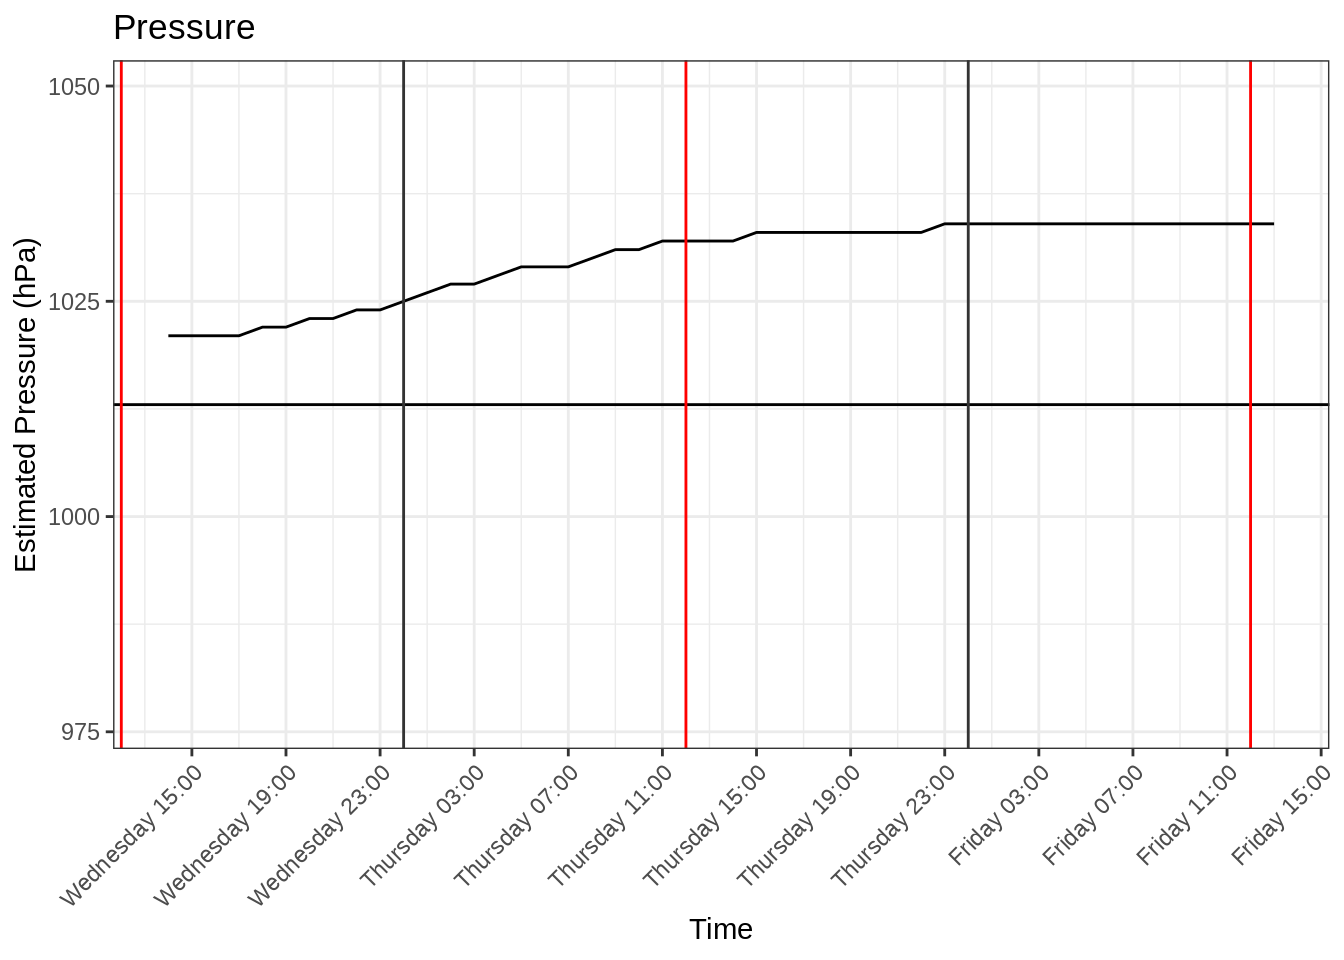 Pressure
Estimated Pressure (hPa)
1050
1025
1000
975
Wednesday 15:00
Wednesday 19:00
Wednesday 23:00
Thursday 03:00
Thursday 07:00
Thursday 11:00
Thursday 15:00
Thursday 19:00
Thursday 23:00
Friday 03:00
Friday 07:00
Friday 11:00
Friday 15:00
Time